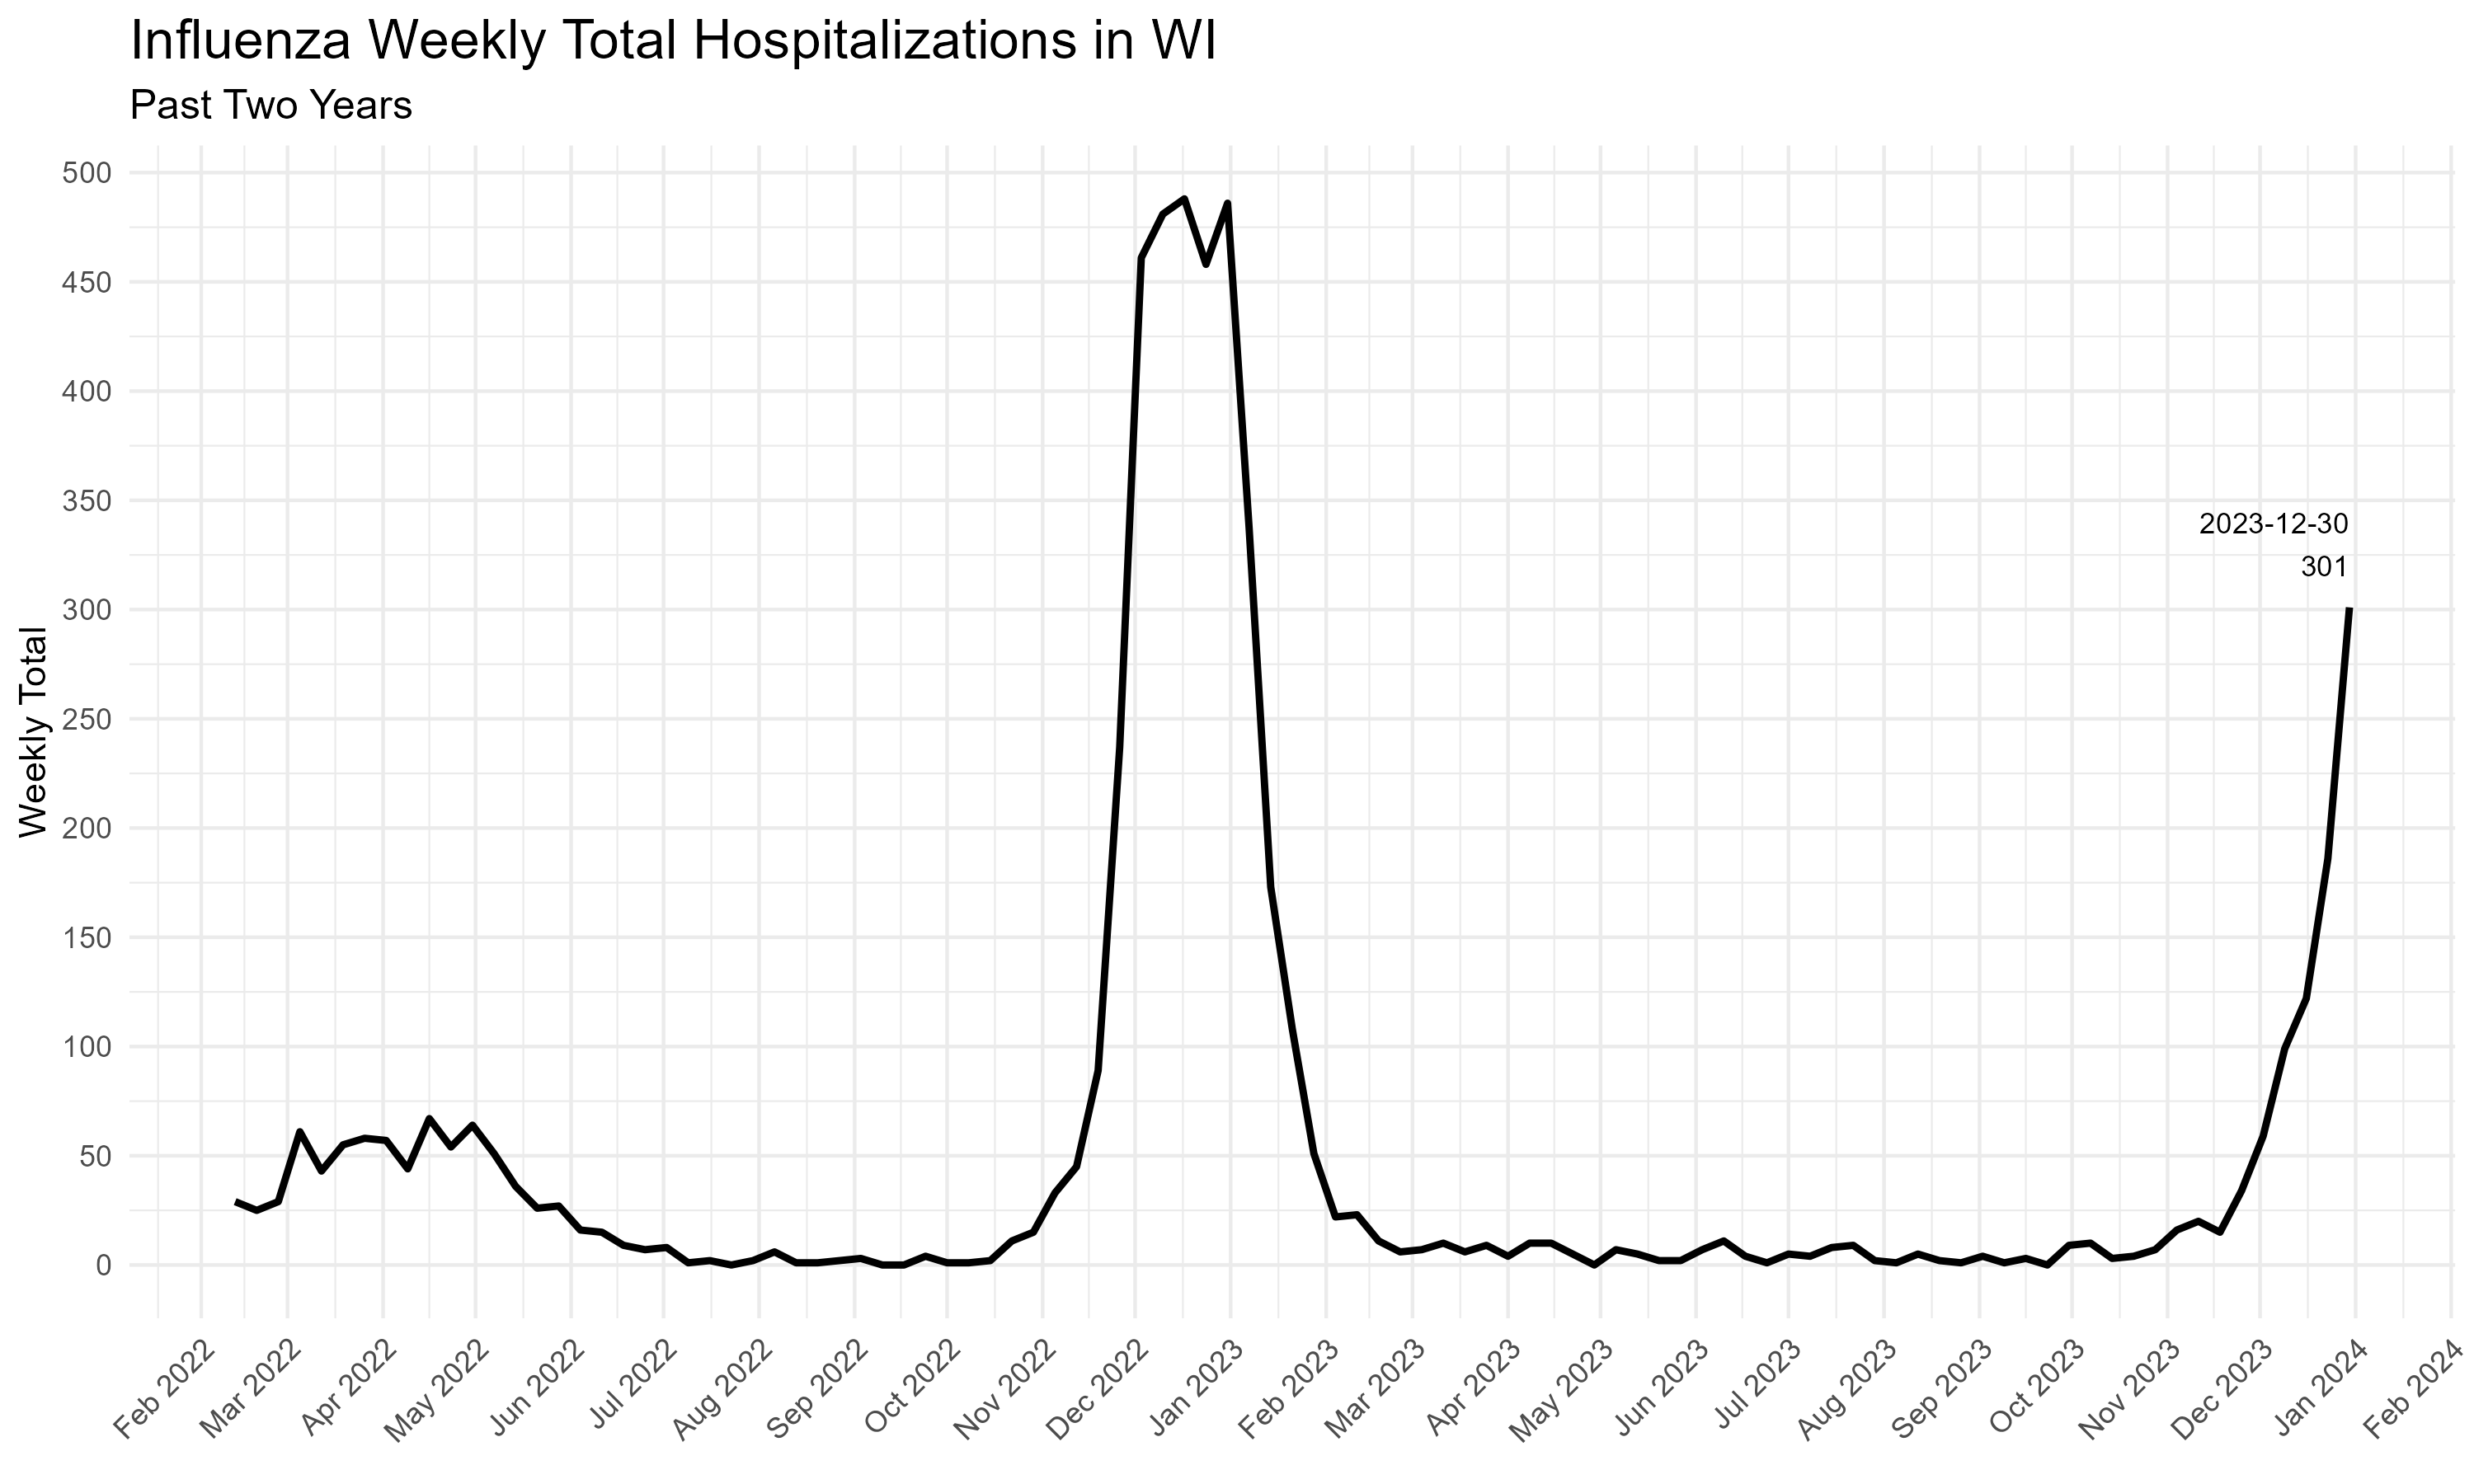 Influenza Weekly Total Hospitalizations in WI
Past Two Years
Weekly Total
500
450
400
350
300
250
200
150
100
50
0
2023-12-30
301
Feb 2022
Mar 2022
Apr 2022
May 2022
Jun 2022
Jul 2022
Aug 2022
Sep 2022
Oct 2022
Nov 2022
Dec 2022
Jan 2023
Feb 2023
Mar 2023
Apr 2023
May 2023
Jun 2023
Jul 2023
Aug 2023
Sep 2023
Oct 2023
Nov 2023
Dec 2023
Jan 2024
Feb 2024